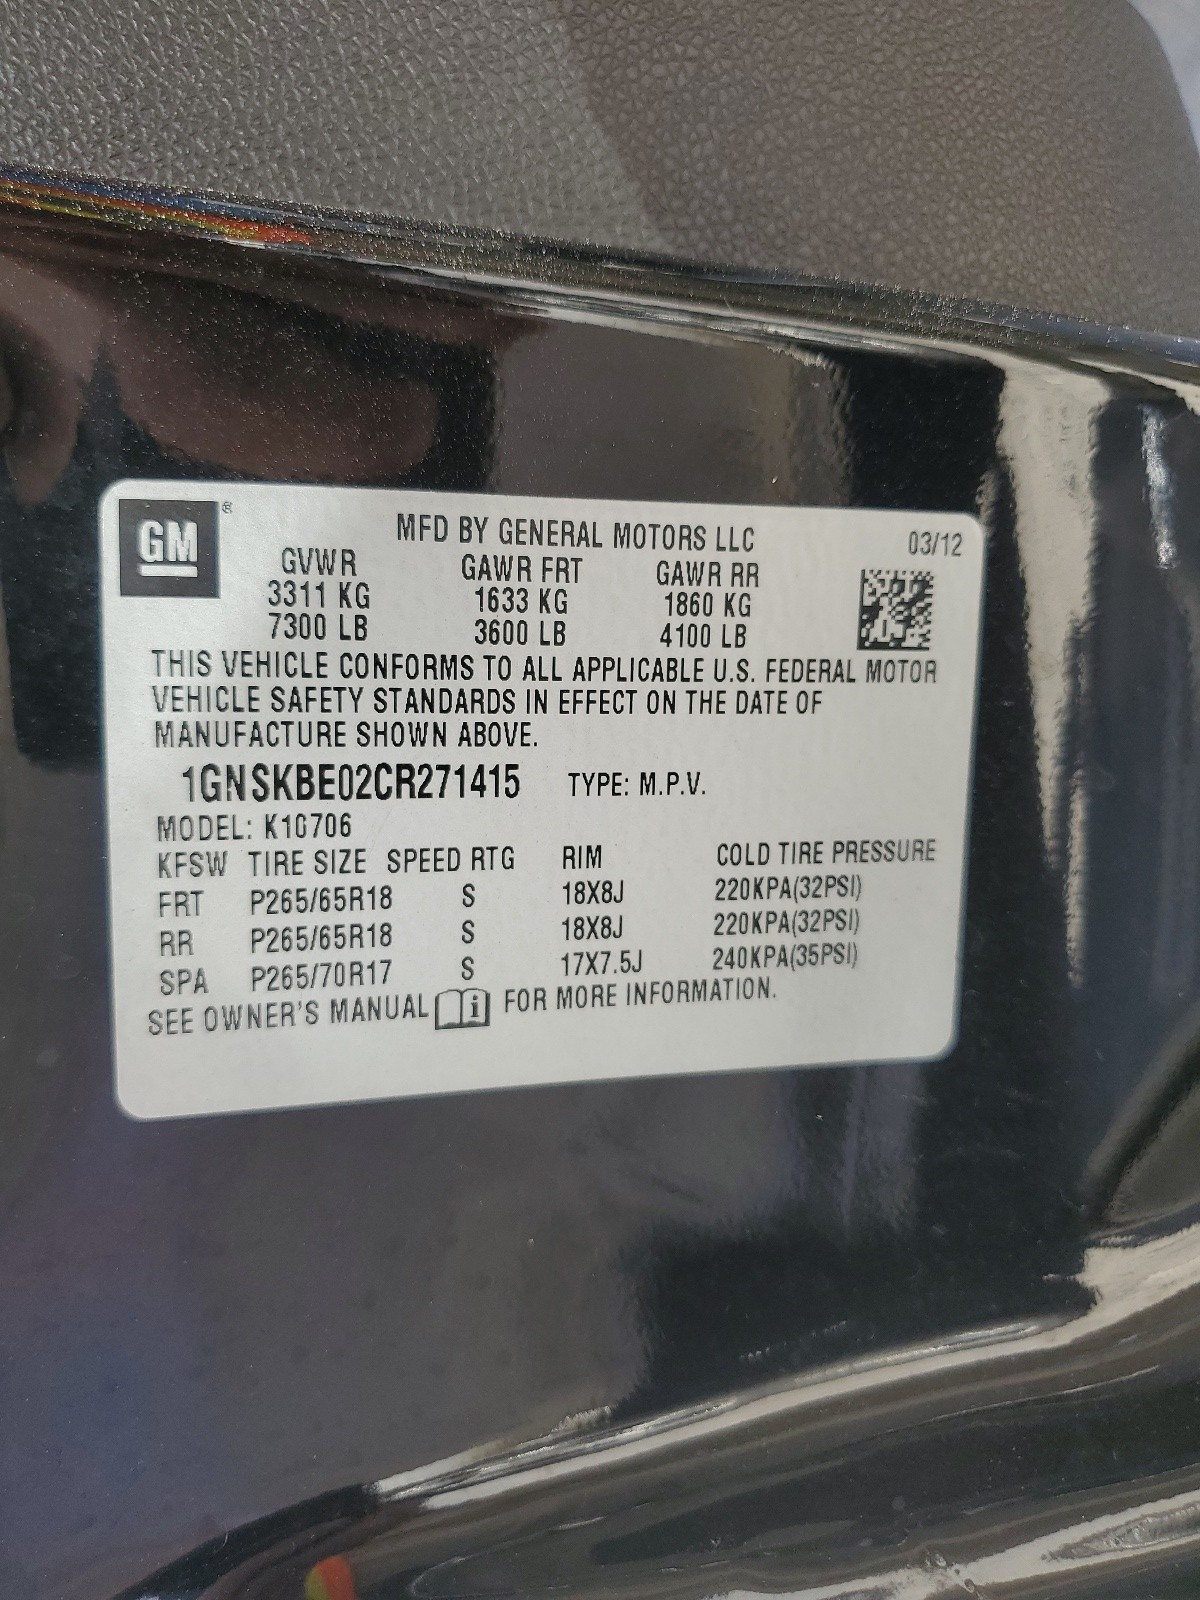 GM ®
MFD BY GENERAL MOTORS LLC 03/12
GVWR GAWR FRT GAWR RR
3311 KG 1633 KG 1860 KG
7300 LB 3600 LB 4100 LB
THIS VEHICLE CONFORMS TO ALL APPLICABLE U.S. FEDERAL MOTOR
VEHICLE SAFETY STANDARDS IN EFFECT ON THE DATE OF
MANUFACTURE SHOWN ABOVE.
1GNSKBE02CR271415 TYPE: M.P.V.
MODEL: K10706
KFSW TIRE SIZE SPEED RTG RIM COLD TIRE PRESSURE
FRT P265/65R18 S 18X8J 220KPA(32PSI)
RR P265/65R18 S 18X8J 220KPA(32PSI)
SPA P265/70R17 S 17X7.5J 240KPA(35PSI)
SEE OWNER'S MANUAL i FOR MORE INFORMATION.